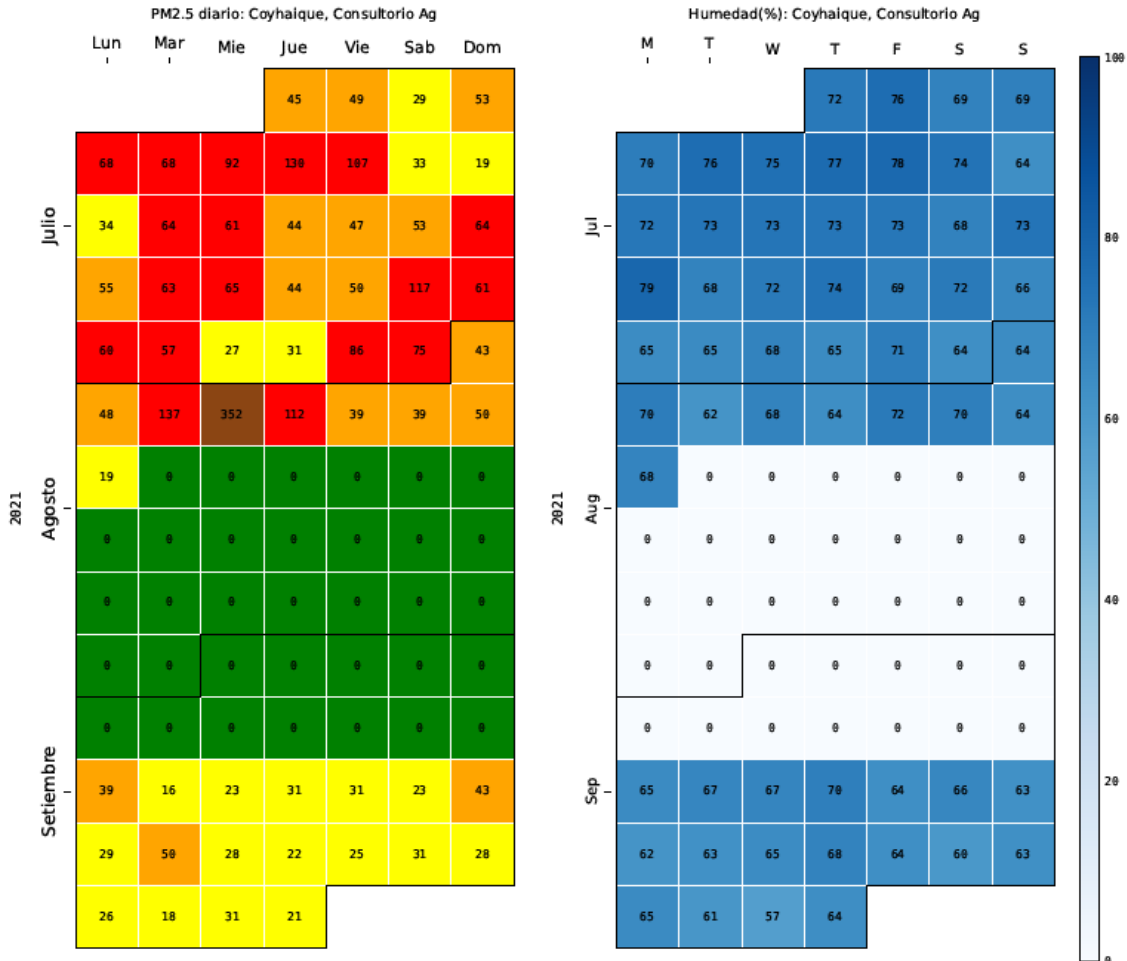 PM2.5 diario: Coyhaique, Consultorio Ag
Lun Mar Mie Jue Vie Sab Dom
45 49 29 53
68 68 92 130 107 33 19
34 64 61 44 47 53 64
55 63 65 44 50 117 61
60 57 27 31 86 75 43
48 137 352 112 39 39 50
19 0 0 0 0 0 0
0 0 0 0 0 0 0
0 0 0 0 0 0 0
0 0 0 0 0 0 0
0 0 0 0 0 0 0
39 16 23 31 31 23 43
29 50 28 22 25 31 28
26 18 31 21
Julio
Agosto
Setiembre
2021
Humedad(%): Coyhaique, Consultorio Ag
M T W T F S S
72 76 69 69
70 76 75 77 78 74 64
72 73 73 73 73 68 73
79 68 72 74 69 72 66
65 65 68 65 71 64 64
70 62 68 64 72 70 64
68 0 0 0 0 0 0
0 0 0 0 0 0 0
0 0 0 0 0 0 0
0 0 0 0 0 0 0
0 0 0 0 0 0 0
65 67 67 70 64 66 63
62 63 65 68 64 60 63
65 61 57 64
Jul
Aug
Sep
2021
100
80
60
40
20
0